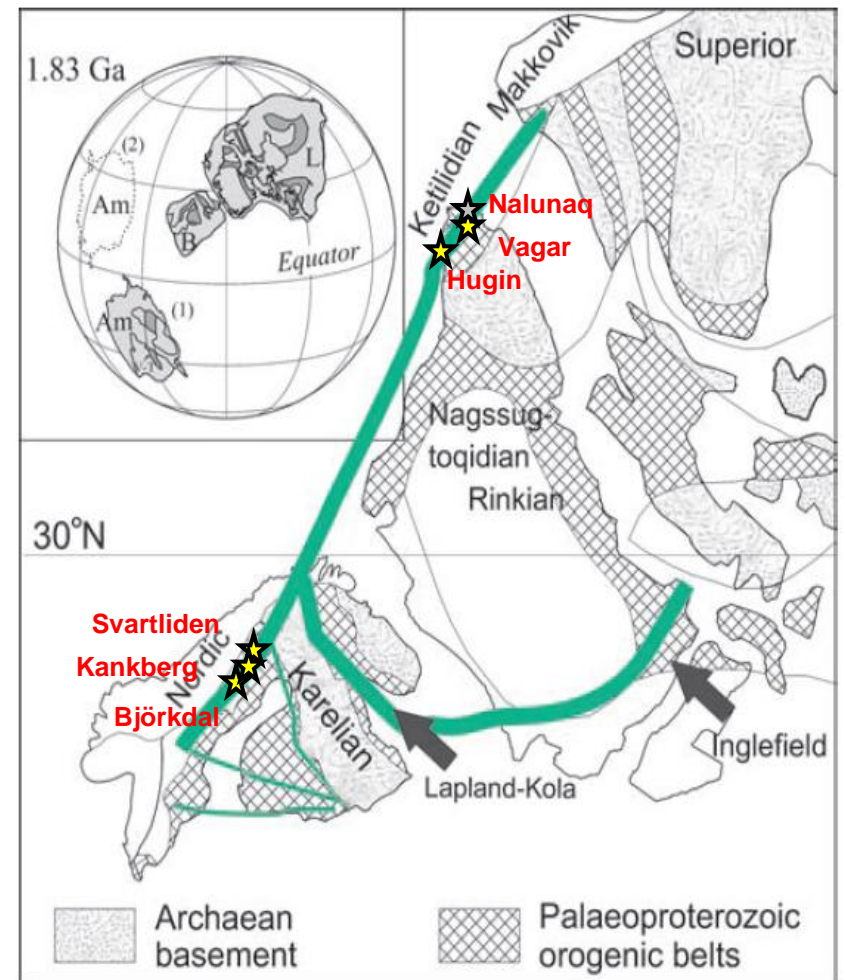 1.83 Ga
(2)
Am
L
B
Equator
Am
(1)
Superior
Makkovik
Ketilidian
Nalunaq
Vagar
Hugin
Nagssug-
toqidian
Rinkian
30°N
Svartliden
Nordic
Kankberg
Björkdal
Karelian
Inglefield
Lapland-Kola
Archaean
basement
Palaeoproterozoic
orogenic belts